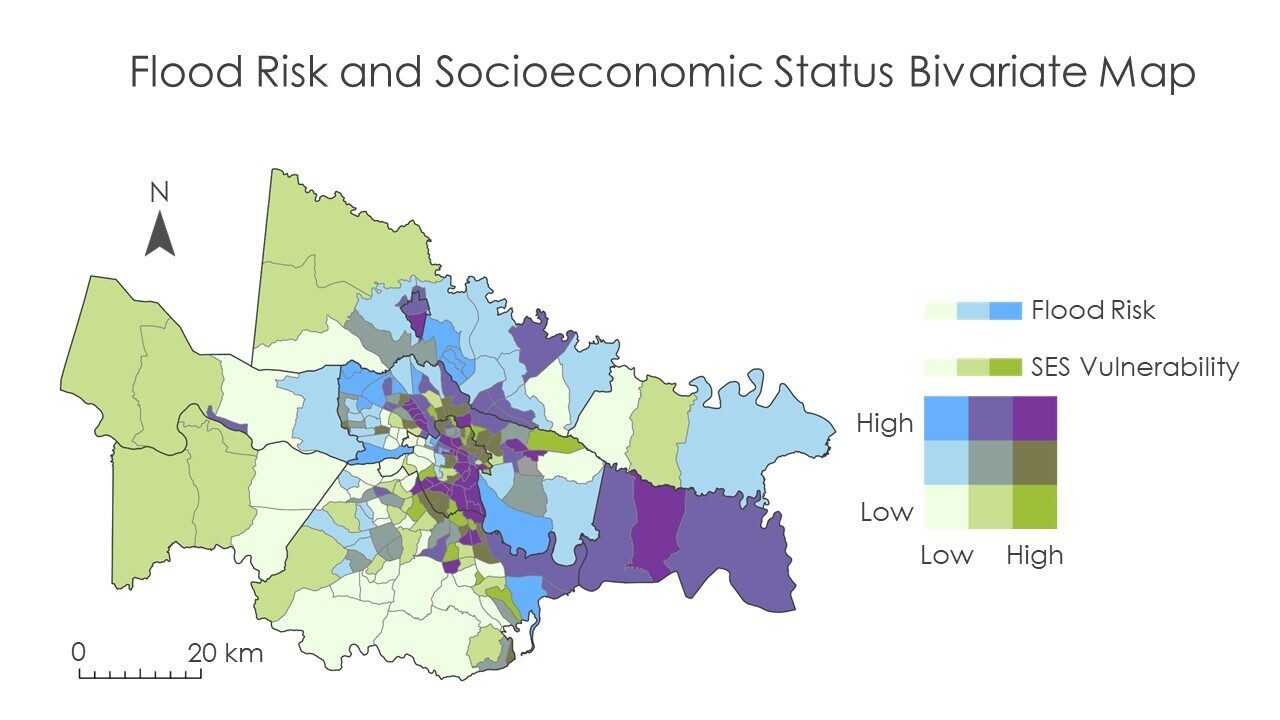 Flood Risk and Socioeconomic Status Bivariate Map
N
Flood Risk
SES Vulnerability
High
Low
Low High
0 20 km